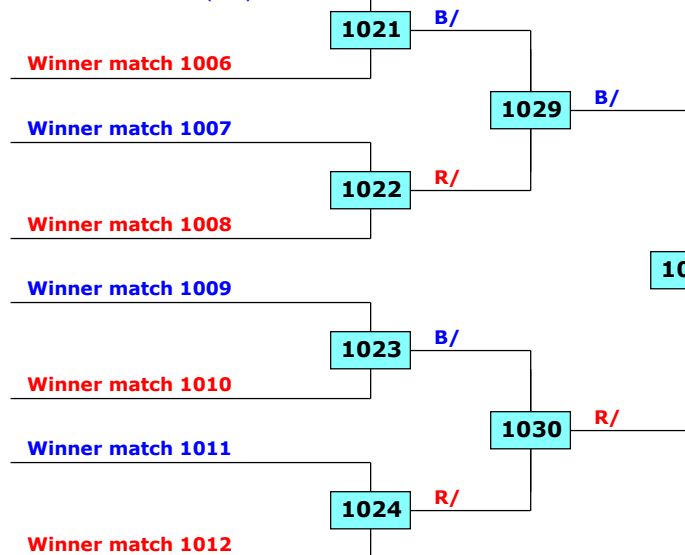 1021
B/
Winner match 1006
1029
B/
Winner match 1007
1022
R/
Winner match 1008
Winner match 1009
1023
B/
Winner match 1010
1030
R/
Winner match 1011
1024
R/
Winner match 1012